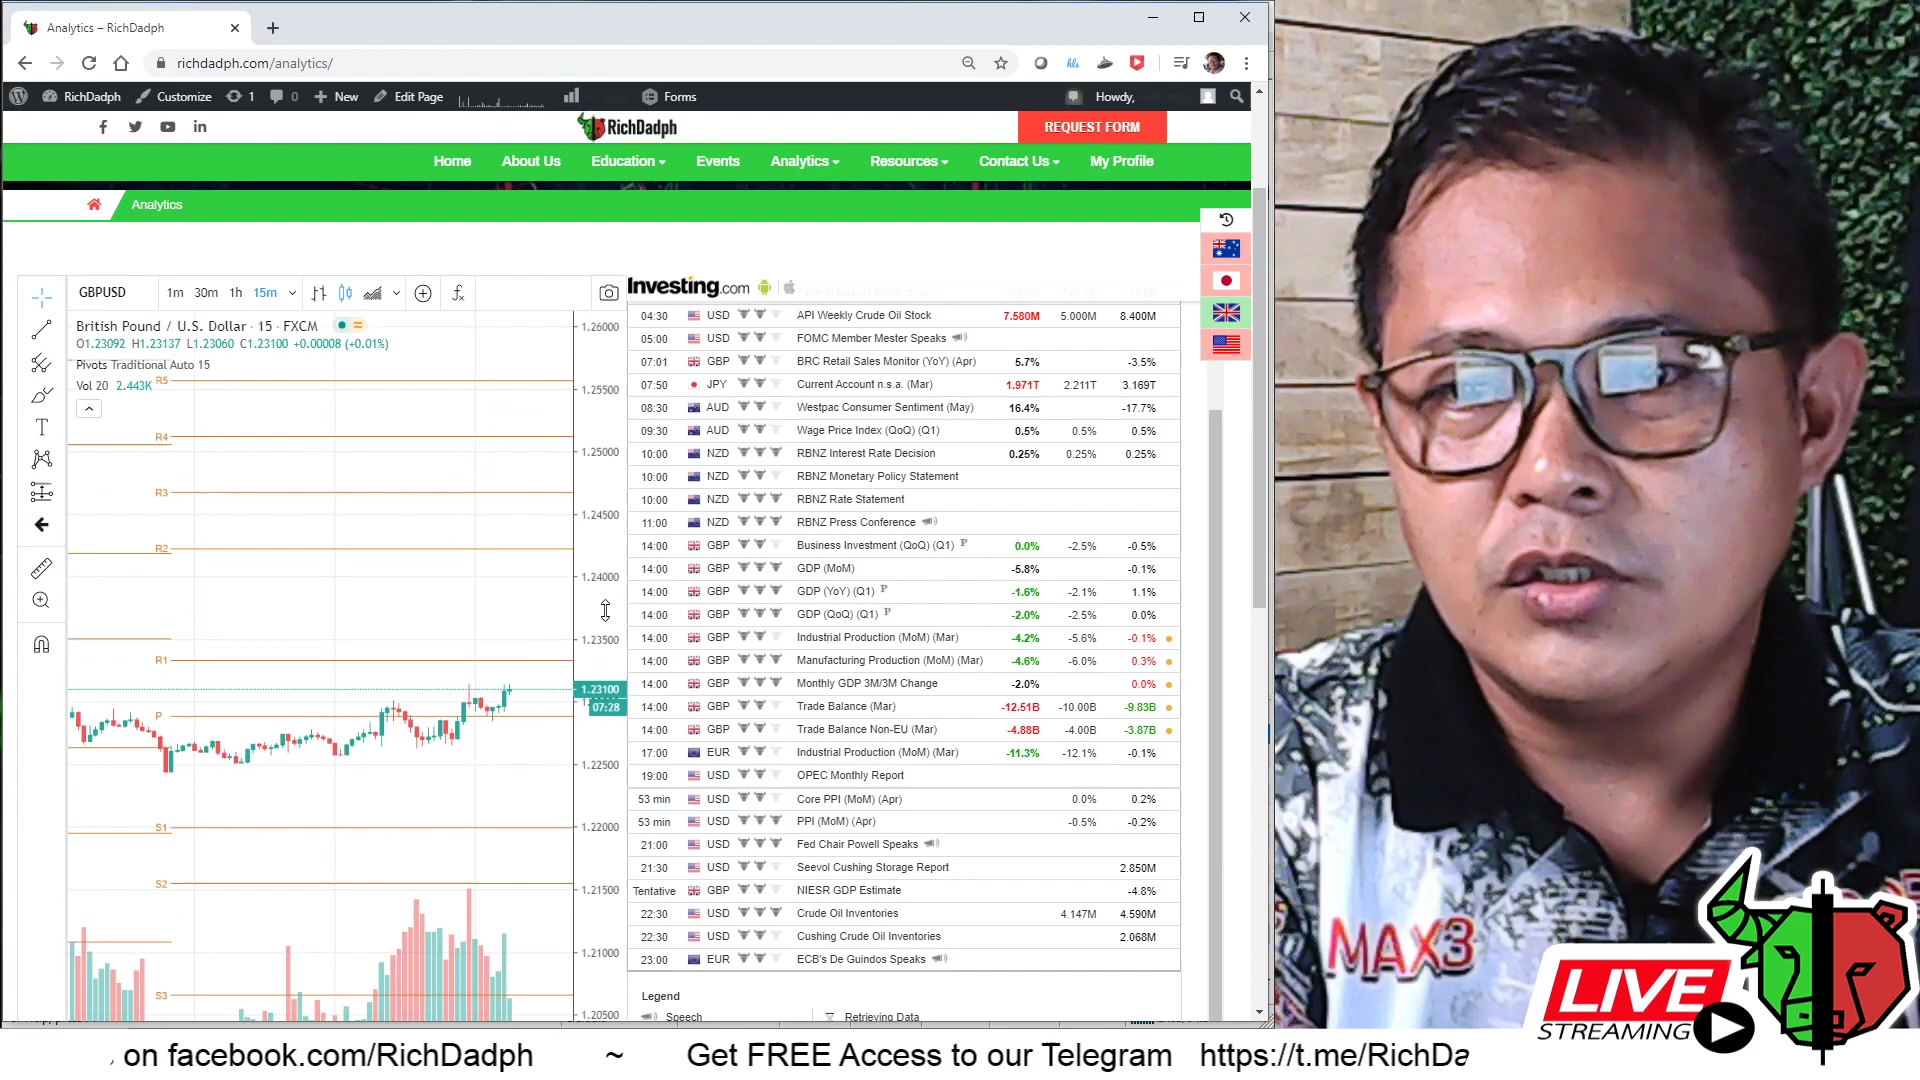 Analytics – RichDadph
richdadph.com/analytics/
RichDadph Customize 1 0 New Edit Page Forms Howdy,
RichDadph
REQUEST FORM
Home About Us Education Events Analytics Resources Contact Us My Profile
Analytics
GBPUSD 1m 30m 1h 15m
British Pound / U.S. Dollar · 15 · FXCM
O1.23092 H1.23137 L1.23060 C1.23100 +0.00008 (+0.01%)
Pivots Traditional Auto 15
Vol 20 2.443K
R5
R4
R3
R2
R1
P
S1
S2
S3
1.26000
1.25500
1.25000
1.24500
1.24000
1.23500
1.23100
07:28
1.22500
1.22000
1.21500
1.21000
1.20500
Investing.com
04:30 USD API Weekly Crude Oil Stock 7.580M 5.000M 8.400M
05:00 USD FOMC Member Mester Speaks
07:01 GBP BRC Retail Sales Monitor (YoY) (Apr) 5.7% -3.5%
07:50 JPY Current Account n.s.a. (Mar) 1.971T 2.211T 3.169T
08:30 AUD Westpac Consumer Sentiment (May) 16.4% -17.7%
09:30 AUD Wage Price Index (QoQ) (Q1) 0.5% 0.5% 0.5%
10:00 NZD RBNZ Interest Rate Decision 0.25% 0.25% 0.25%
10:00 NZD RBNZ Monetary Policy Statement
10:00 NZD RBNZ Rate Statement
11:00 NZD RBNZ Press Conference
14:00 GBP Business Investment (QoQ) (Q1) P 0.0% -2.5% -0.5%
14:00 GBP GDP (MoM) -5.8% -0.1%
14:00 GBP GDP (YoY) (Q1) P -1.6% -2.1% 1.1%
14:00 GBP GDP (QoQ) (Q1) P -2.0% -2.5% 0.0%
14:00 GBP Industrial Production (MoM) (Mar) -4.2% -5.6% -0.1%
14:00 GBP Manufacturing Production (MoM) (Mar) -4.6% -6.0% 0.3%
14:00 GBP Monthly GDP 3M/3M Change -2.0% 0.0%
14:00 GBP Trade Balance (Mar) -12.51B -10.00B -9.83B
14:00 GBP Trade Balance Non-EU (Mar) -4.88B -4.00B -3.87B
17:00 EUR Industrial Production (MoM) (Mar) -11.3% -12.1% -0.1%
19:00 USD OPEC Monthly Report
53 min USD Core PPI (MoM) (Apr) 0.0% 0.2%
53 min USD PPI (MoM) (Apr) -0.5% -0.2%
21:00 USD Fed Chair Powell Speaks
21:30 USD Seevol Cushing Storage Report 2.850M
Tentative GBP NIESR GDP Estimate -4.8%
22:30 USD Crude Oil Inventories 4.147M 4.590M
22:30 USD Cushing Crude Oil Inventories 2.068M
23:00 EUR ECB's De Guindos Speaks
Legend
Speech Retrieving Data
MAX3
LIVE
STREAMING
on facebook.com/RichDadph ~ Get FREE Access to our Telegram https://t.me/RichDa